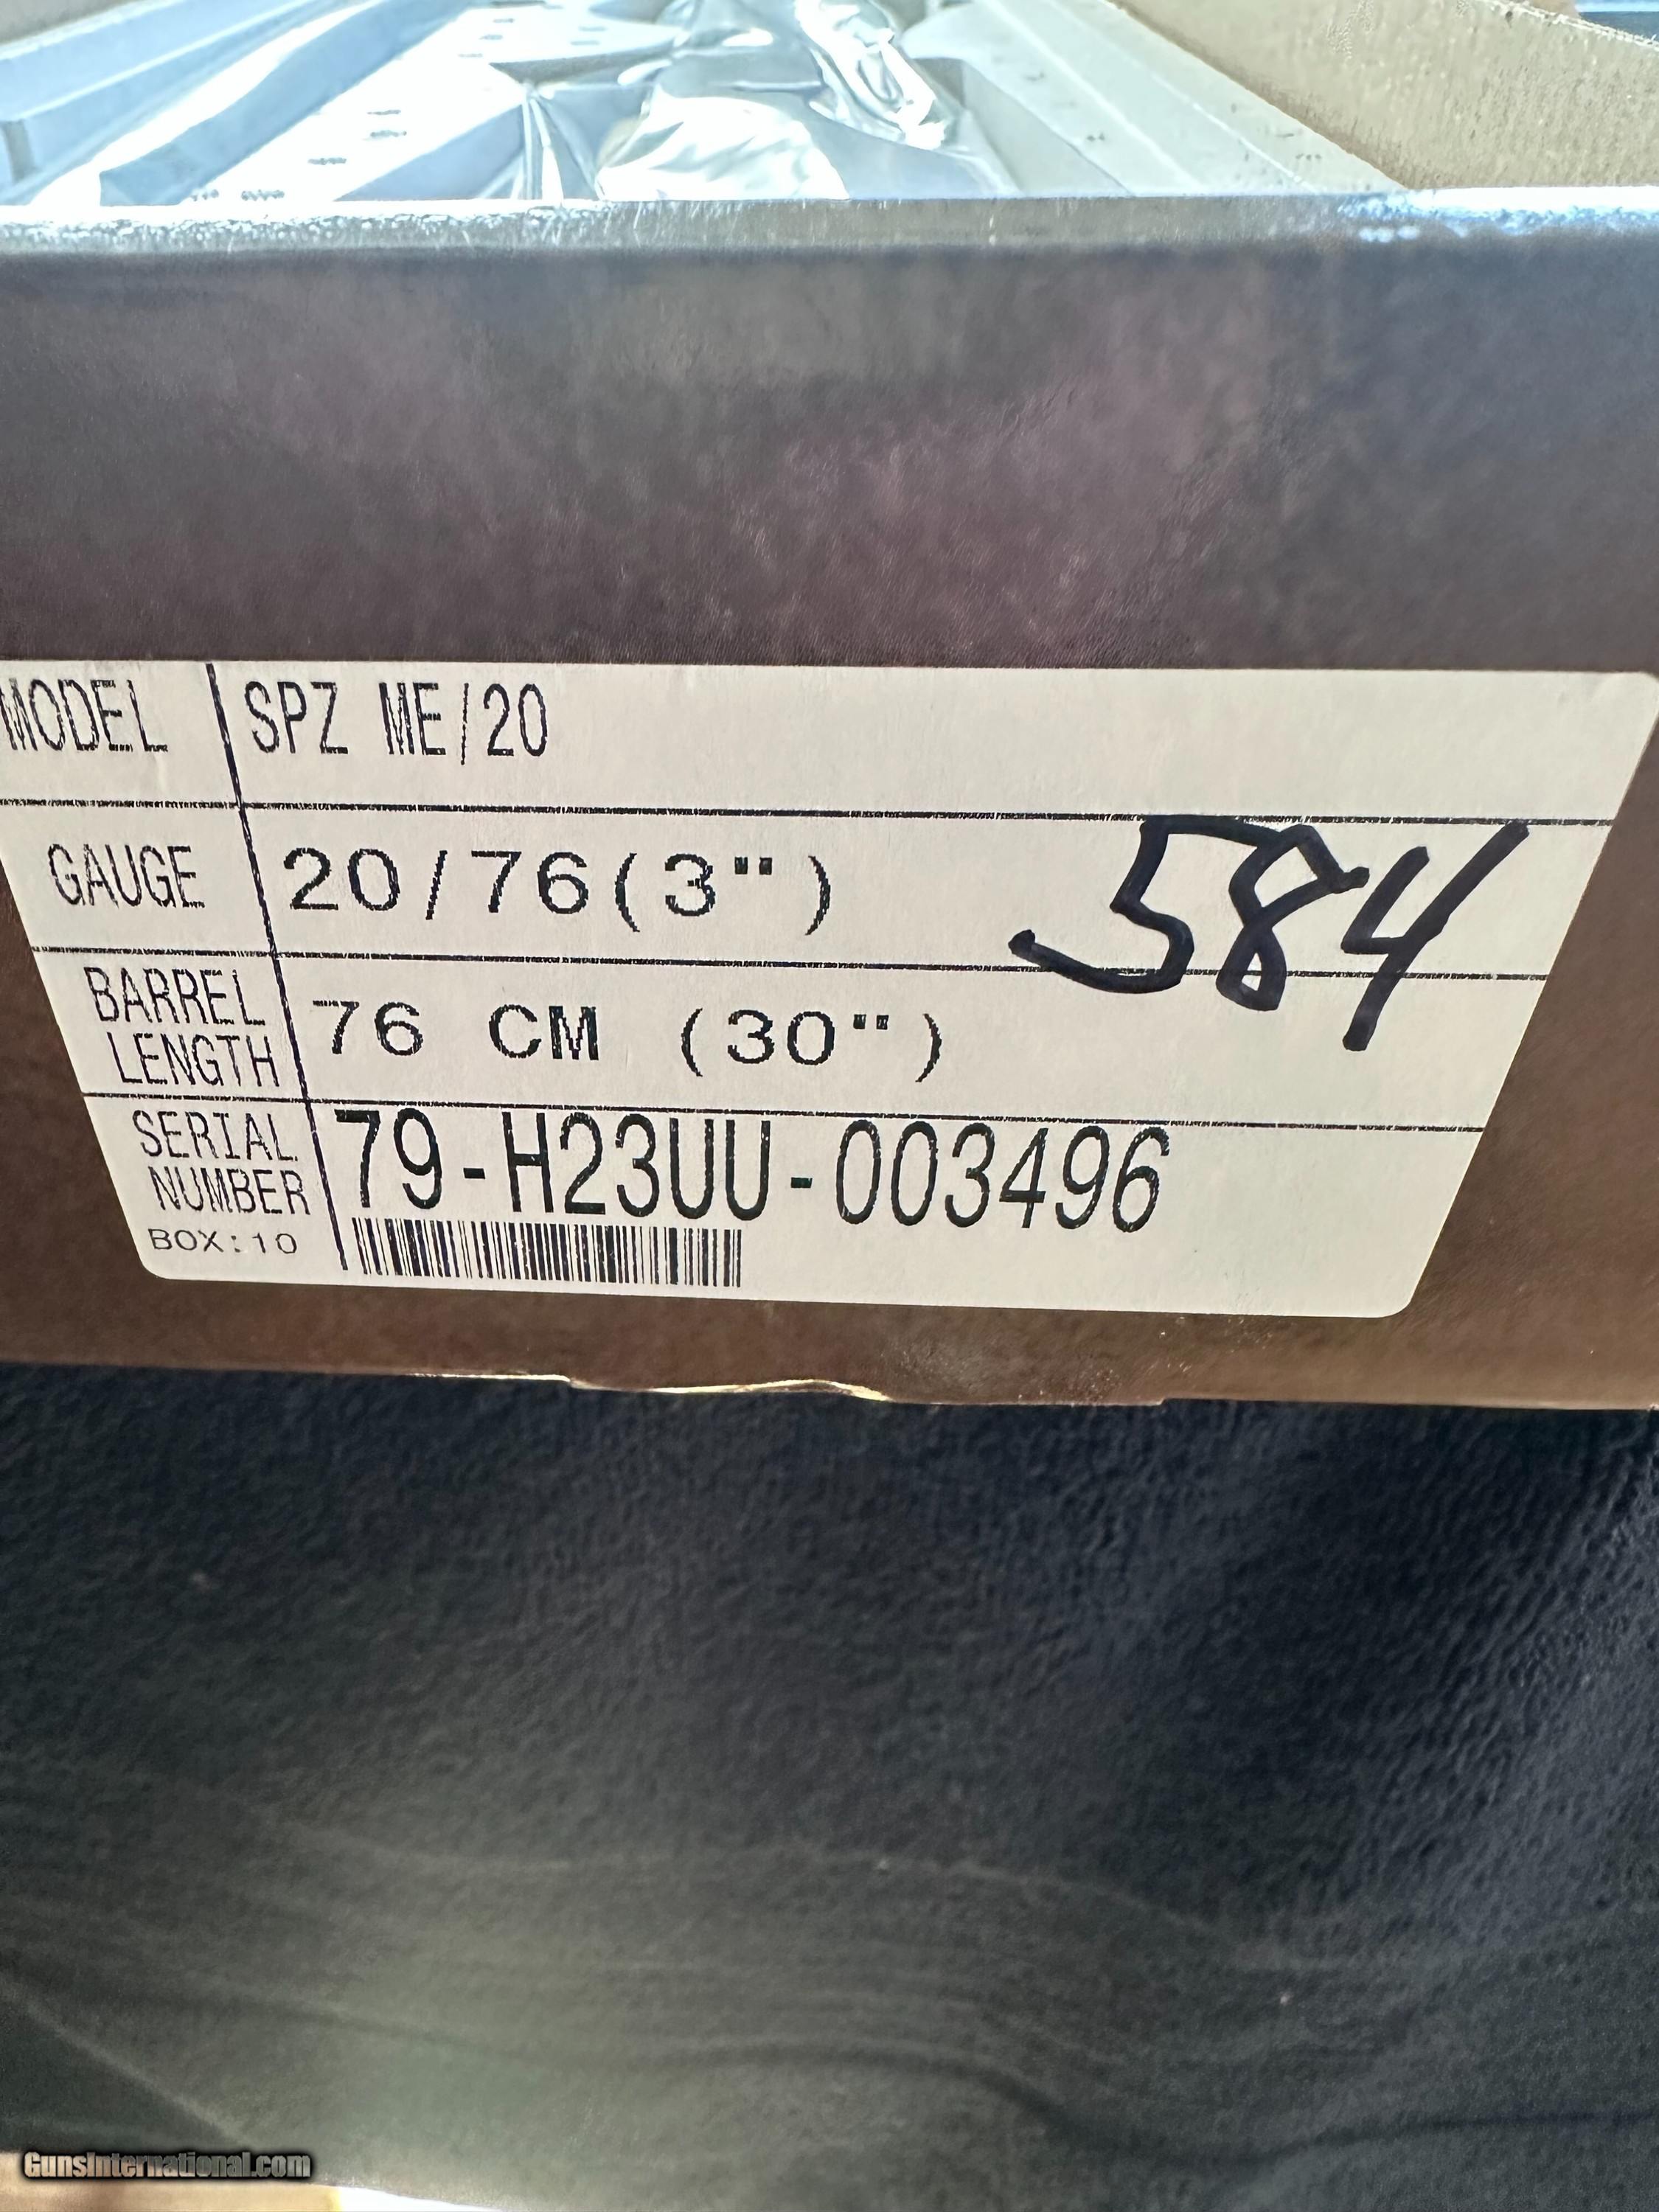 MODEL SPZ ME/20
GAUGE 20/76(3")
584
BARREL LENGTH 76 CM (30")
SERIAL NUMBER 79-H23UU-003496
BOX:10
GunsInternational.com